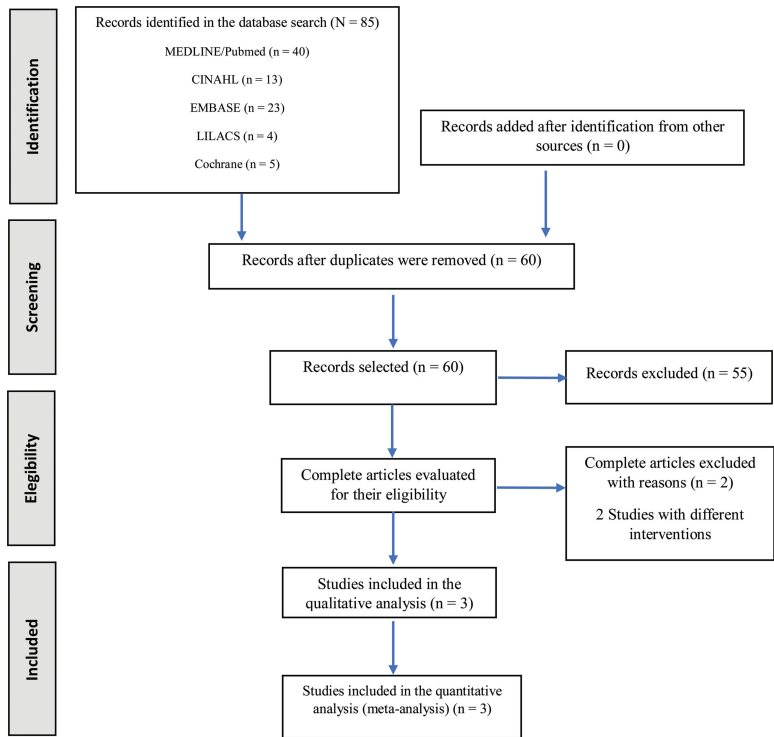 Identification
Records identified in the database search (N = 85)
MEDLINE/Pubmed (n = 40)
CINAHL (n = 13)
EMBASE (n = 23)
LILACS (n = 4)
Cochrane (n = 5)
Records added after identification from other
sources (n = 0)
Screening
Records after duplicates were removed (n = 60)
Records selected (n = 60)
Records excluded (n = 55)
Elegibility
Complete articles evaluated
for their eligibility
Complete articles excluded
with reasons (n = 2)
2 Studies with different
interventions
Included
Studies included in the
qualitative analysis (n = 3)
Studies included in the quantitative
analysis (meta-analysis) (n = 3)